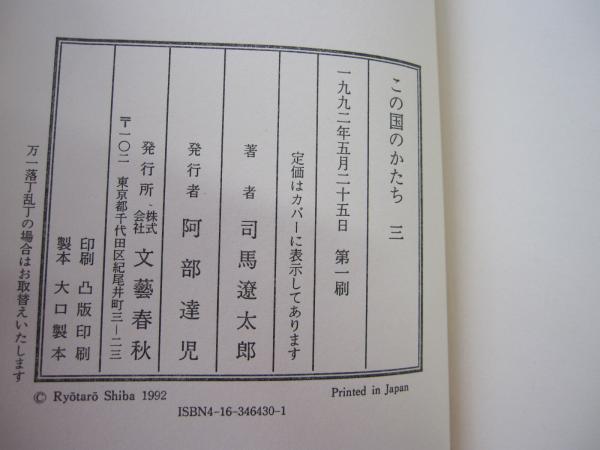 この国のかたち 三
一九九二年五月二十五日 第一刷
定価はカバーに表示してあります
著者 司馬遼太郎
発行者 阿部達児
発行所 株式会社 文藝春秋
〒一〇二 東京都千代田区紀尾井町三―二三
印刷 凸版印刷
製本 大口製本
万一落丁乱丁の場合はお取替えいたします
© Ryōtarō Shiba 1992
Printed in Japan
ISBN4-16-346430-1